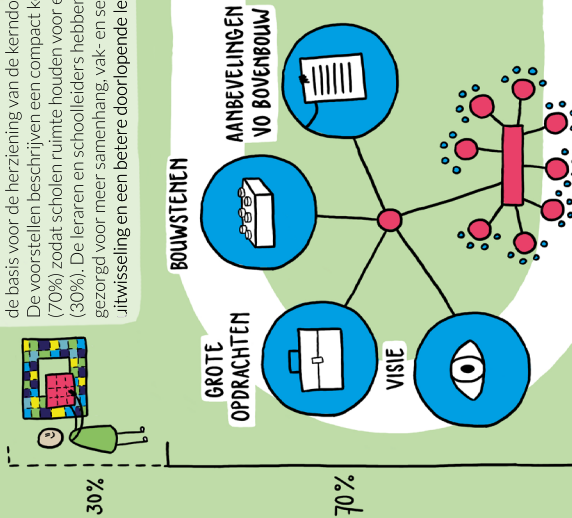 de basis voor de herziening van de kerndo
De voorstellen beschrijven een compact k
(70%) zodat scholen ruimte houden voor e
(30%). De leraren en schoolleiders hebben
gezorgd voor meer samenhang, vak- en se
uitwisseling en een betere doorlopende le
30%
70%
VISIE
GROTE
OPDRACHTEN
BOUWSTENEN
AANBEVELINGEN
VO BOVENBOUW